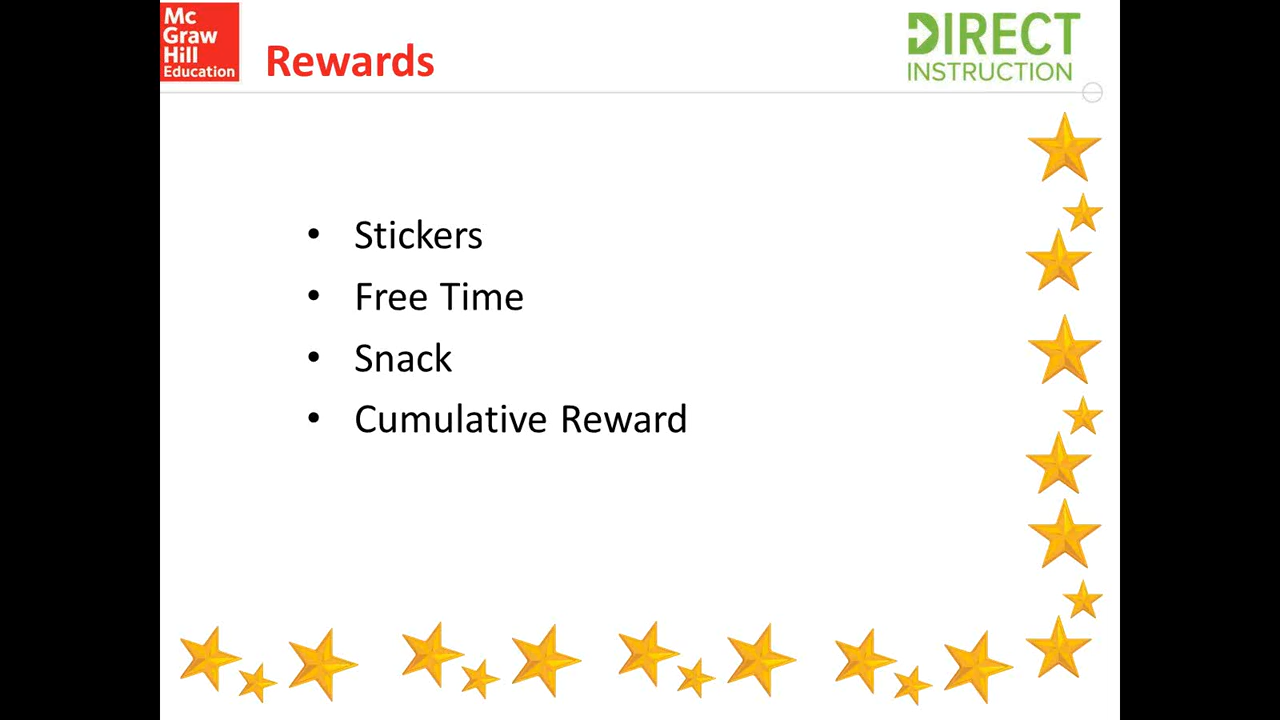 Mc
Graw
Hill
Education
Rewards
DIRECT
INSTRUCTION
• Stickers
• Free Time
• Snack
• Cumulative Reward